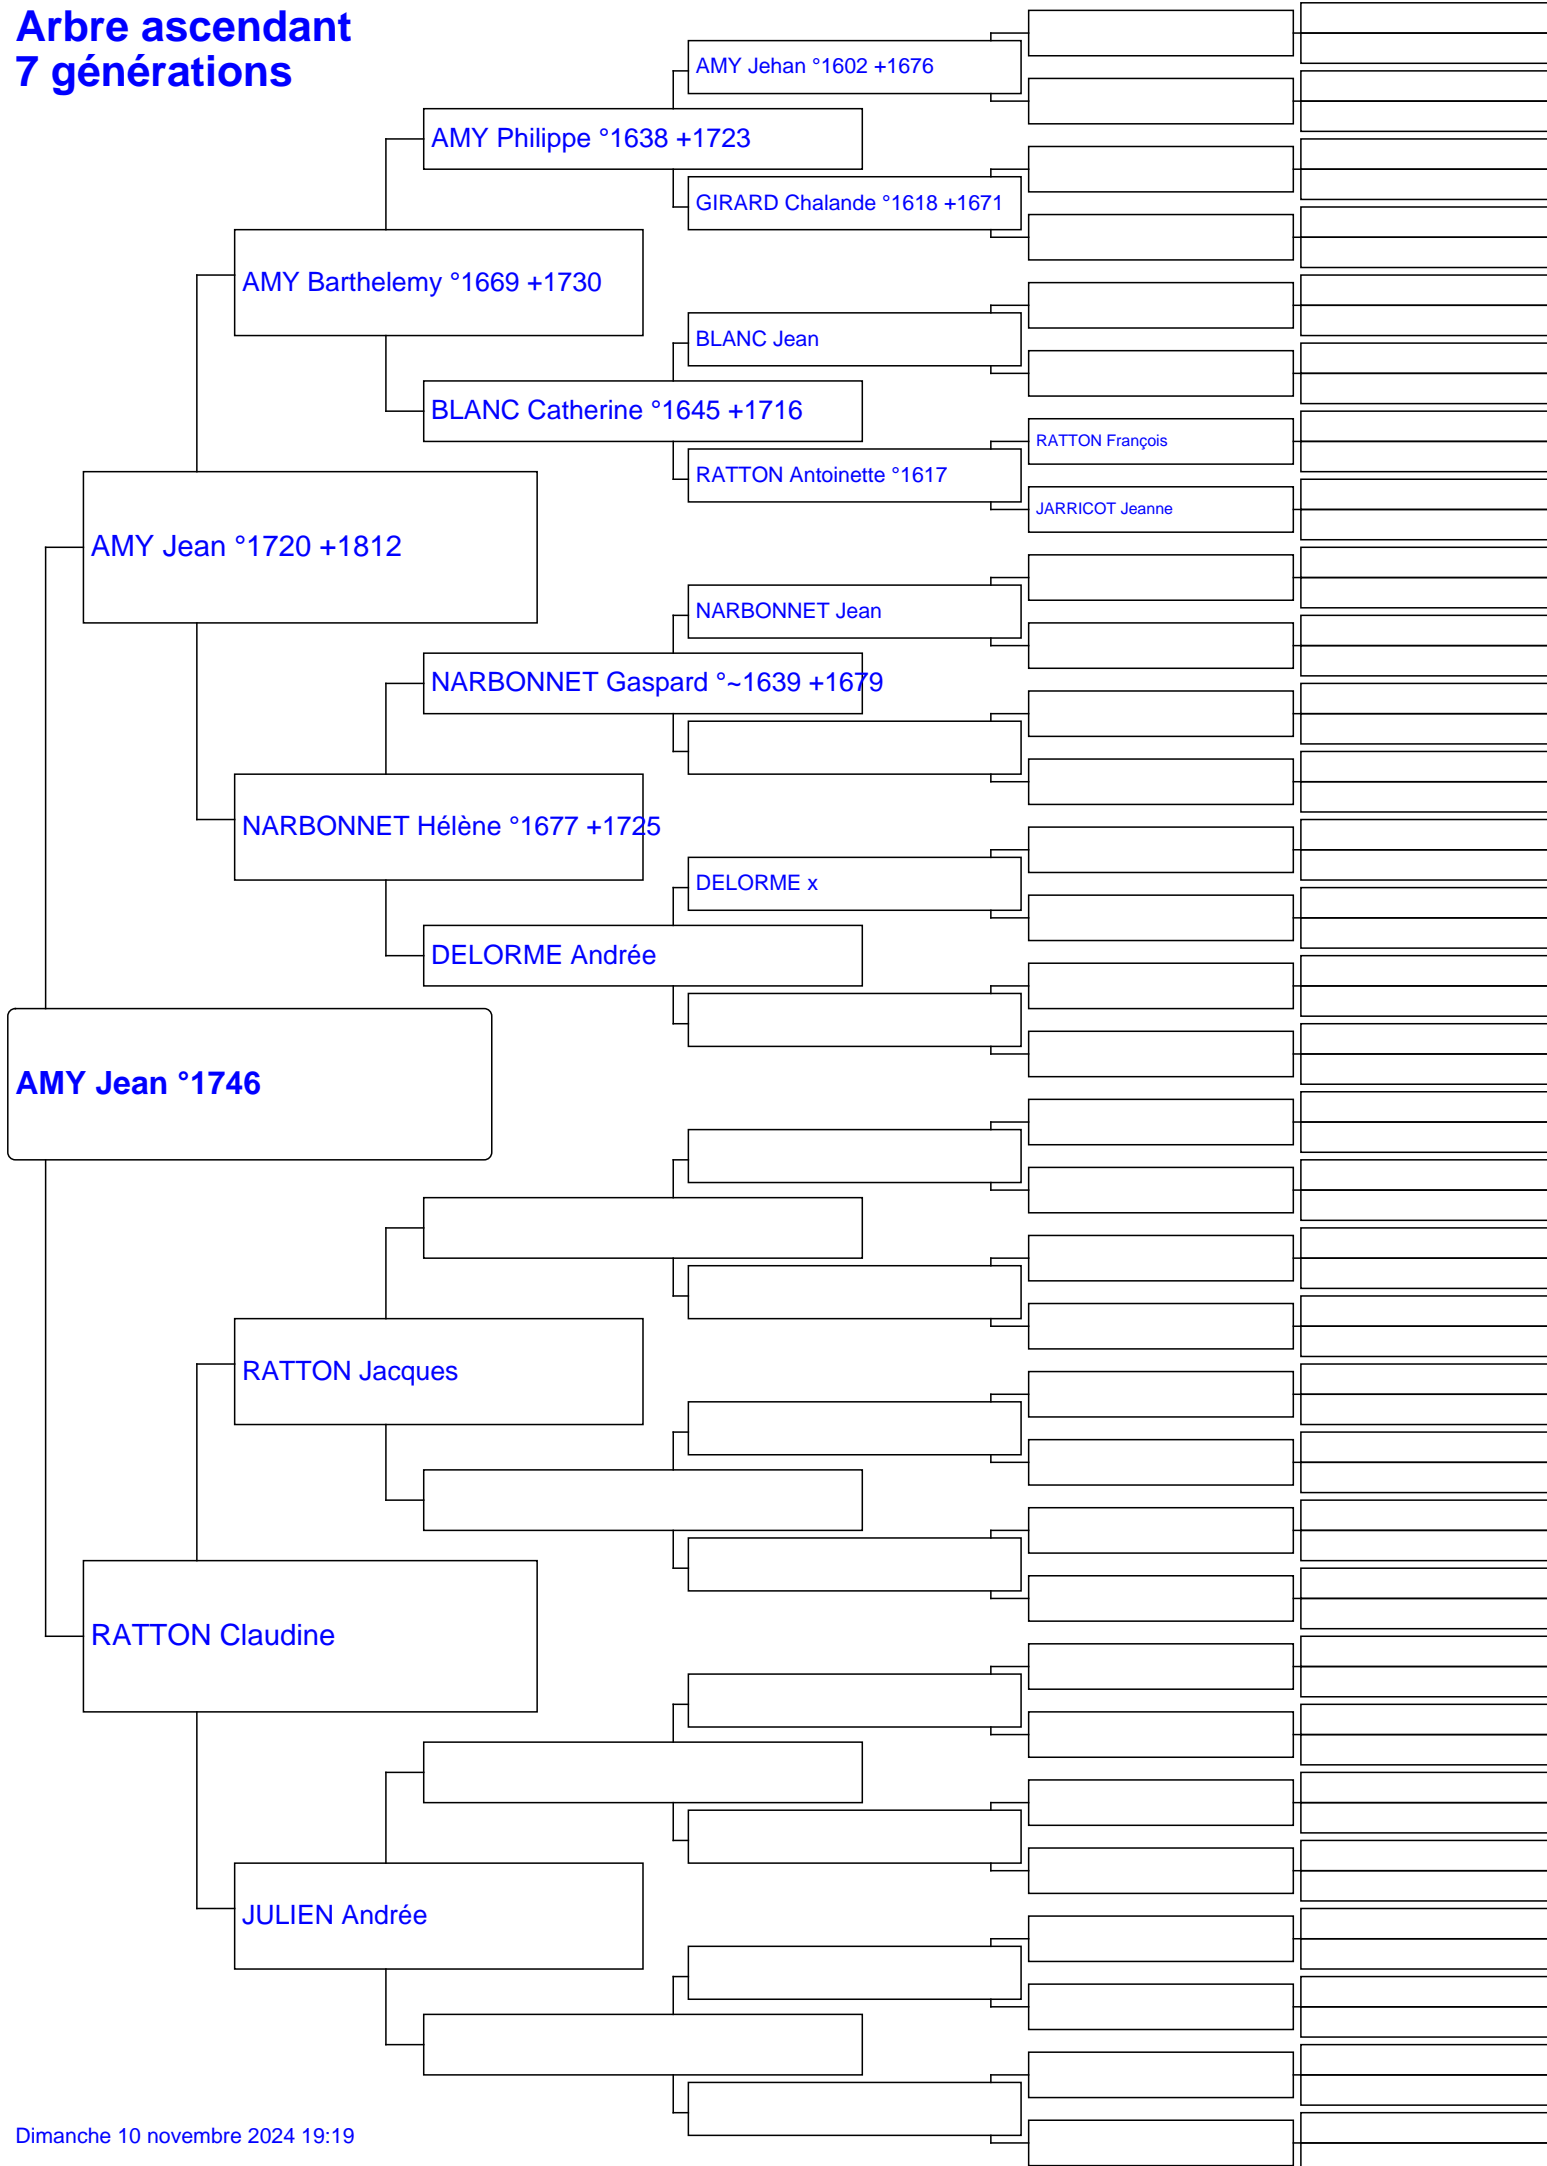 Arbre ascendant
7 générations
AMY Jehan °1602 +1676
AMY Philippe °1638 +1723
GIRARD Chalande °1618 +1671
AMY Barthelemy °1669 +1730
BLANC Jean
BLANC Catherine °1645 +1716
RATTON François
RATTON Antoinette °1617
JARRICOT Jeanne
AMY Jean °1720 +1812
NARBONNET Jean
NARBONNET Gaspard °~1639 +1679
NARBONNET Hélène °1677 +1725
DELORME x
DELORME Andrée
AMY Jean °1746
RATTON Jacques
RATTON Claudine
JULIEN Andrée
Dimanche 10 novembre 2024 19:19